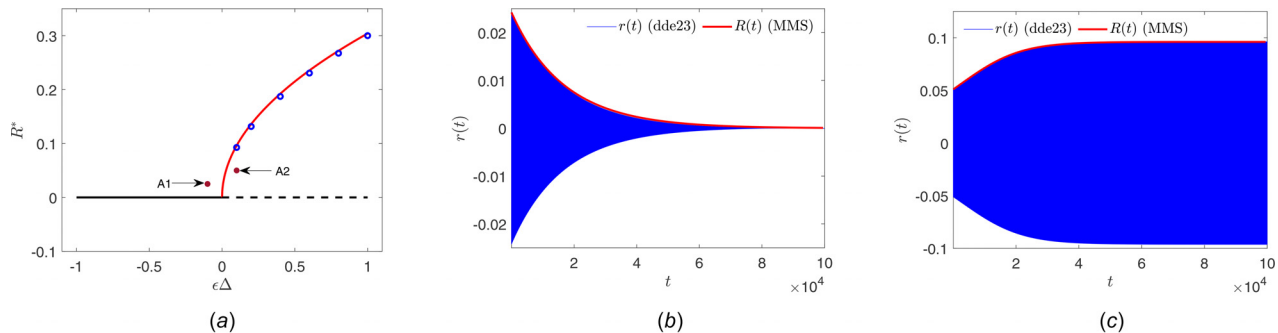 0.3
0.2
0.1
0
-0.1
R*
A1
A2
-1
-0.5
0
0.5
1
ϵΔ
(a)
r(t) (dde23) R(t) (MMS)
0.02
0.01
0
-0.01
-0.02
r(t)
2
4
6
8
10
t
×10⁴
(b)
r(t) (dde23) R(t) (MMS)
0.1
0.05
0
-0.05
-0.1
r(t)
2
4
6
8
10
t
×10⁴
(c)